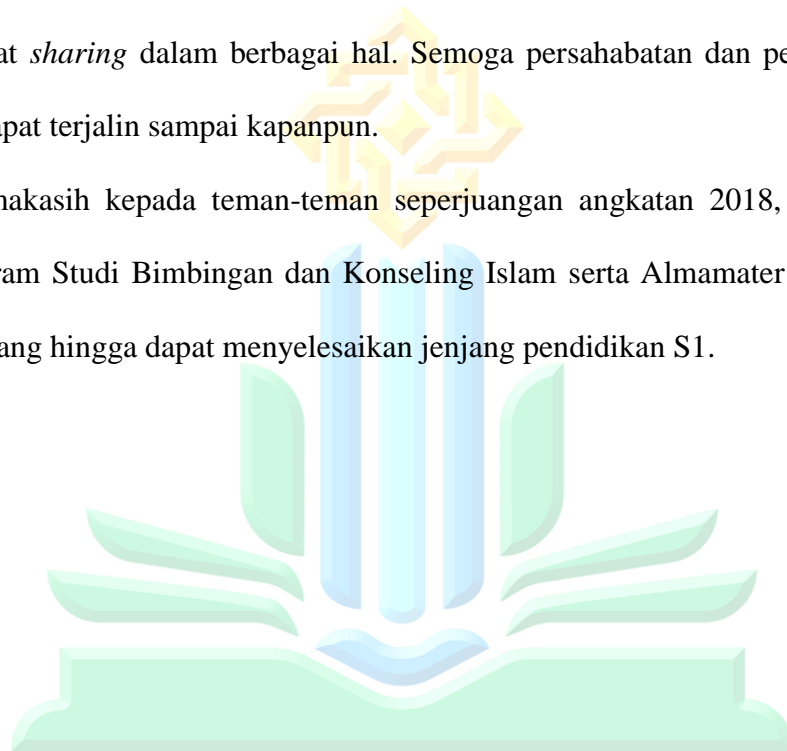 at sharing dalam berbagai hal. Semoga persahabatan dan pe
apat terjalin sampai kapanpun.
makasih kepada teman-teman seperjuangan angkatan 2018,
ram Studi Bimbingan dan Konseling Islam serta Almamater
ang hingga dapat menyelesaikan jenjang pendidikan S1.